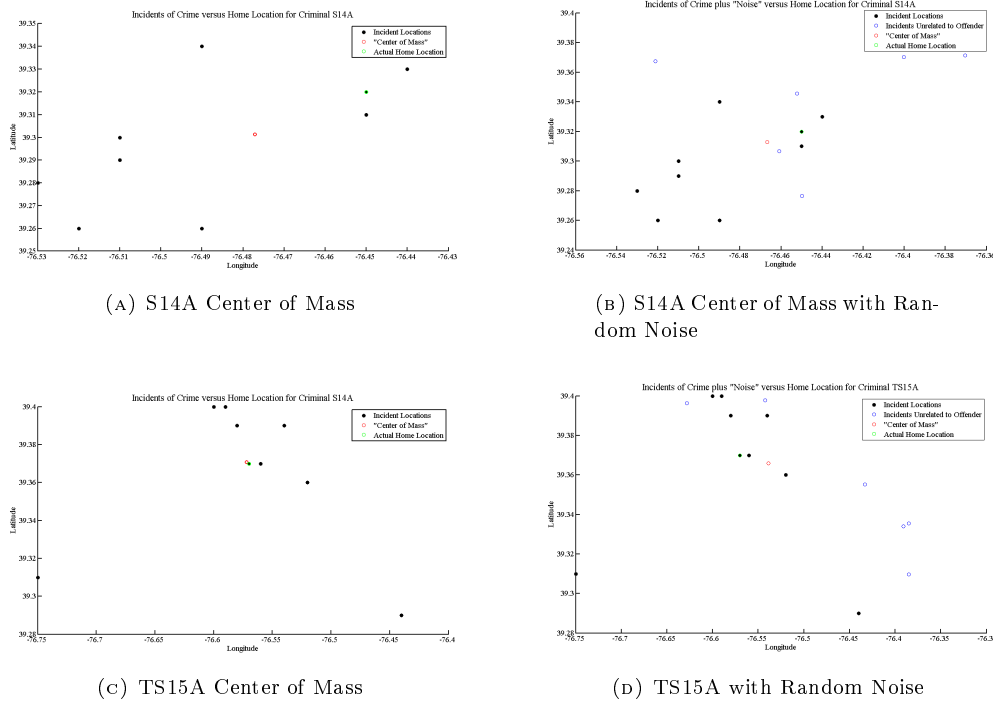 Incidents of Crime versus Home Location for Criminal S14A
39.35
39.34
39.33
39.32
39.31
39.3
39.29
39.28
39.27
39.26
39.25
Latitude
Incident Locations
"Center of Mass"
Actual Home Location
-76.53 -76.52 -76.51 -76.5 -76.49 -76.48 -76.47 -76.46 -76.45 -76.44 -76.43
Longitude
(A) S14A Center of Mass
Incidents of Crime plus "Noise" versus Home Location for Criminal S14A
39.4
39.38
39.36
39.34
39.32
39.3
39.28
39.26
39.24
Latitude
Incident Locations
Incidents Unrelated to Offender
"Center of Mass"
Actual Home Location
-76.56 -76.54 -76.52 -76.5 -76.48 -76.46 -76.44 -76.42 -76.4 -76.38 -76.36
Longitude
(B) S14A Center of Mass with Ran-
dom Noise
Incidents of Crime versus Home Location for Criminal S14A
39.4
39.38
39.36
39.34
39.32
39.3
39.28
Latitude
Incident Locations
"Center of Mass"
Actual Home Location
-76.75 -76.7 -76.65 -76.6 -76.55 -76.5 -76.45 -76.4
Longitude
(C) TS15A Center of Mass
Incidents of Crime plus "Noise" versus Home Location for Criminal TS15A
39.4
39.38
39.36
39.34
39.32
39.3
39.28
Latitude
Incident Locations
Incidents Unrelated to Offender
"Center of Mass"
Actual Home Location
-76.75 -76.7 -76.65 -76.6 -76.55 -76.5 -76.45 -76.4 -76.35 -76.3
Longitude
(D) TS15A with Random Noise